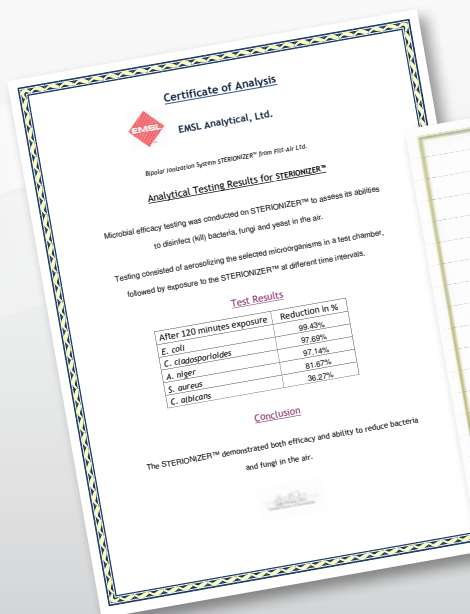 Certificate of Analysis
EMSL
EMSL Analytical, Ltd.
Bipolar Ionization System STERIONIZER™ from Filt-Air Ltd.
Analytical Testing Results for STERIONIZER™
Microbial efficacy testing was conducted on STERIONIZER™ to assess its abilities
to disinfect (kill) bacteria, fungi and yeast in the air.
Testing consisted of aerosolizing the selected microorganisms in a test chamber,
followed by exposure to the STERIONIZER™ at different time intervals.
Test Results
After 120 minutes exposure Reduction in %
E. coli 99.43%
C. cladosporioides 97.69%
A. niger 97.14%
S. aureus 81.67%
C. albicans 36.27%
Conclusion
The STERIONIZER™ demonstrated both efficacy and ability to reduce bacteria
and fungi in the air.